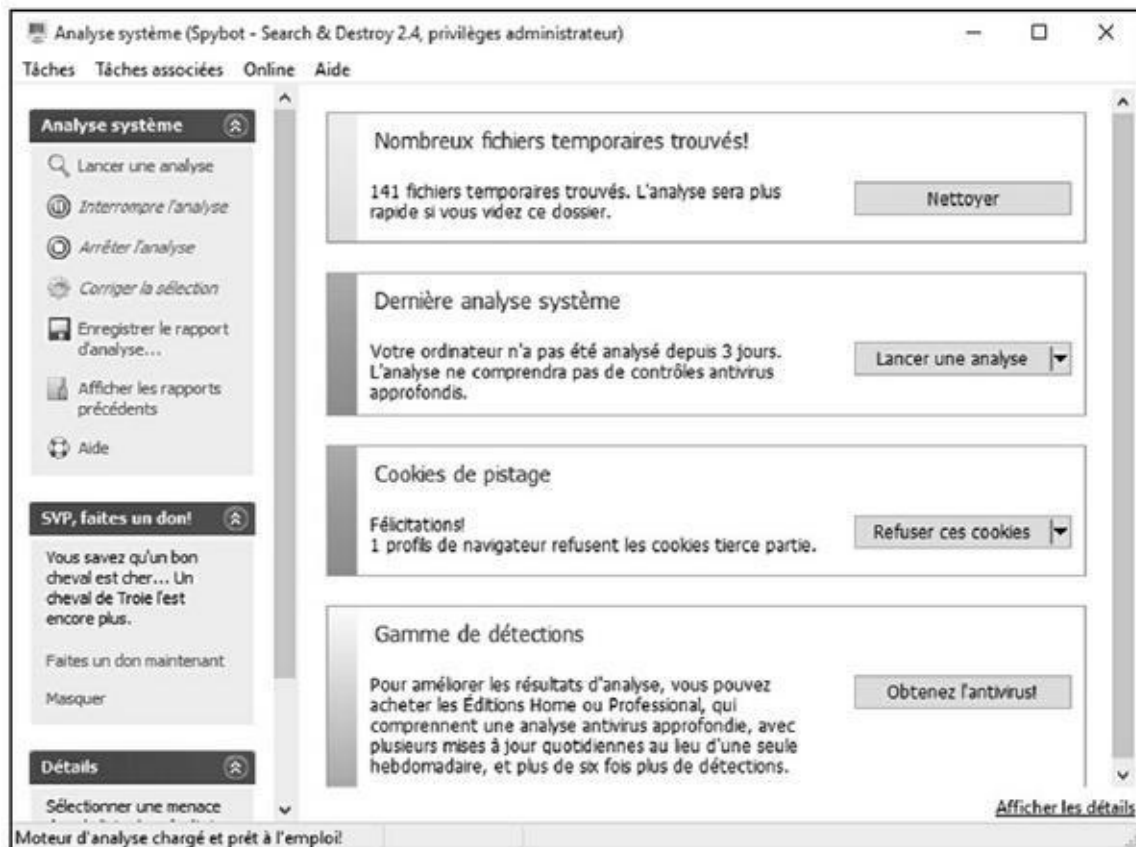 Analyse système (Spybot - Search & Destroy 2.4, privilèges administrateur)
Tâches Tâches associées Online Aide
Analyse système
Lancer une analyse
Interrompre l'analyse
Arrêter l'analyse
Corriger la sélection
Enregistrer le rapport
d'analyse...
Afficher les rapports
précédents
Aide
SVP, faites un don!
Vous savez qu'un bon
cheval est cher... Un
cheval de Troie l'est
encore plus.
Faites un don maintenant
Masquer
Détails
Sélectionner une menace
Nombreux fichiers temporaires trouvés!
141 fichiers temporaires trouvés. L'analyse sera plus
rapide si vous videz ce dossier.
Nettoyer
Dernière analyse système
Votre ordinateur n'a pas été analysé depuis 3 jours.
L'analyse ne comprendra pas de contrôles antivirus
approfondis.
Lancer une analyse
Cookies de pistage
Félicitations!
1 profils de navigateur refusent les cookies tierce partie.
Refuser ces cookies
Gamme de détections
Pour améliorer les résultats d'analyse, vous pouvez
acheter les Éditions Home ou Professional, qui
comprennent une analyse antivirus approfondie, avec
plusieurs mises à jour quotidiennes au lieu d'une seule
hebdomadaire, et plus de six fois plus de détections.
Obtenez l'antivirus!
Afficher les détails
Moteur d'analyse chargé et prêt à l'emploi!